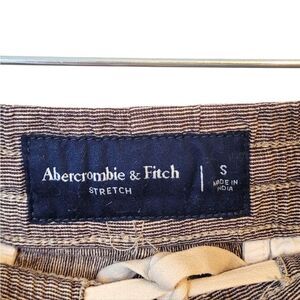 Abercrombie & Fitch
STRETCH
S
MADE IN
INDIA